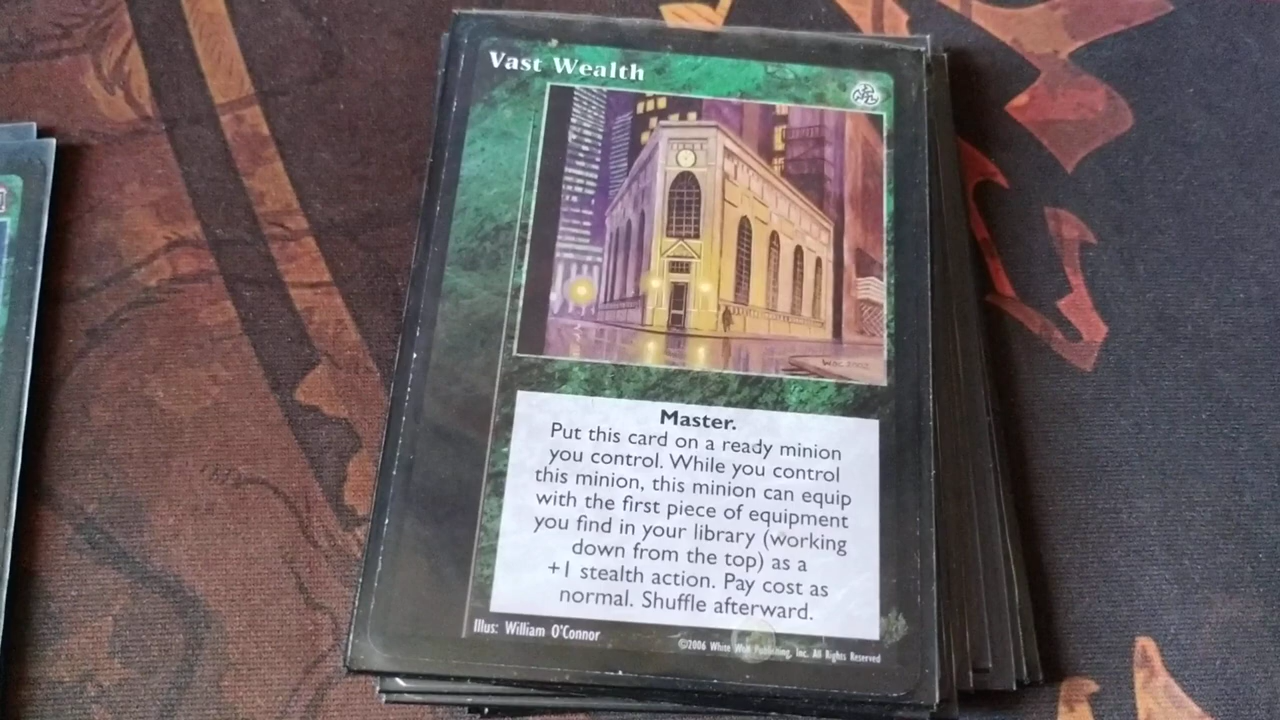 Vast Wealth
WOC 2002
Master.
Put this card on a ready minion
you control. While you control
this minion, this minion can equip
with the first piece of equipment
you find in your library (working
down from the top) as a
+1 stealth action. Pay cost as
normal. Shuffle afterward.
Illus: William O'Connor
©2006 White Wolf Publishing, Inc. All Rights Reserved